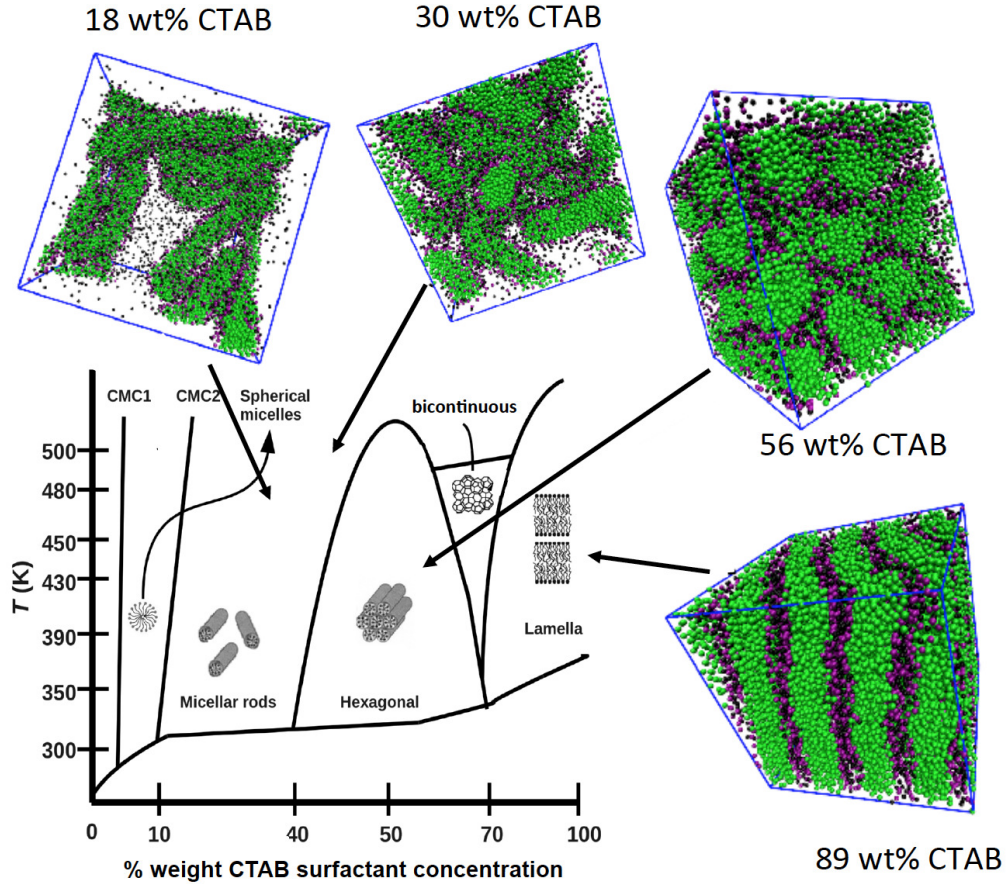 18 wt% CTAB
30 wt% CTAB
56 wt% CTAB
89 wt% CTAB
CMC1
CMC2
Spherical
micelles
bicontinuous
Micellar rods
Hexagonal
Lamella
T (K)
500
480
450
430
390
350
300
0
10
40
50
70
100
% weight CTAB surfactant concentration